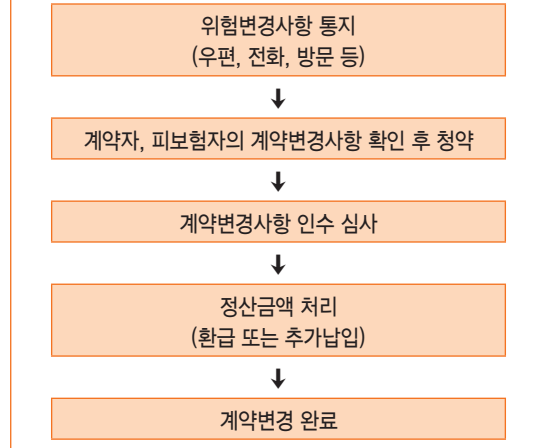 위험변경사항 통지
(우편, 전화, 방문 등)
계약자, 피보험자의 계약변경사항 확인 후 청약
계약변경사항 인수 심사
정산금액 처리
(환급 또는 추가납입)
계약변경 완료